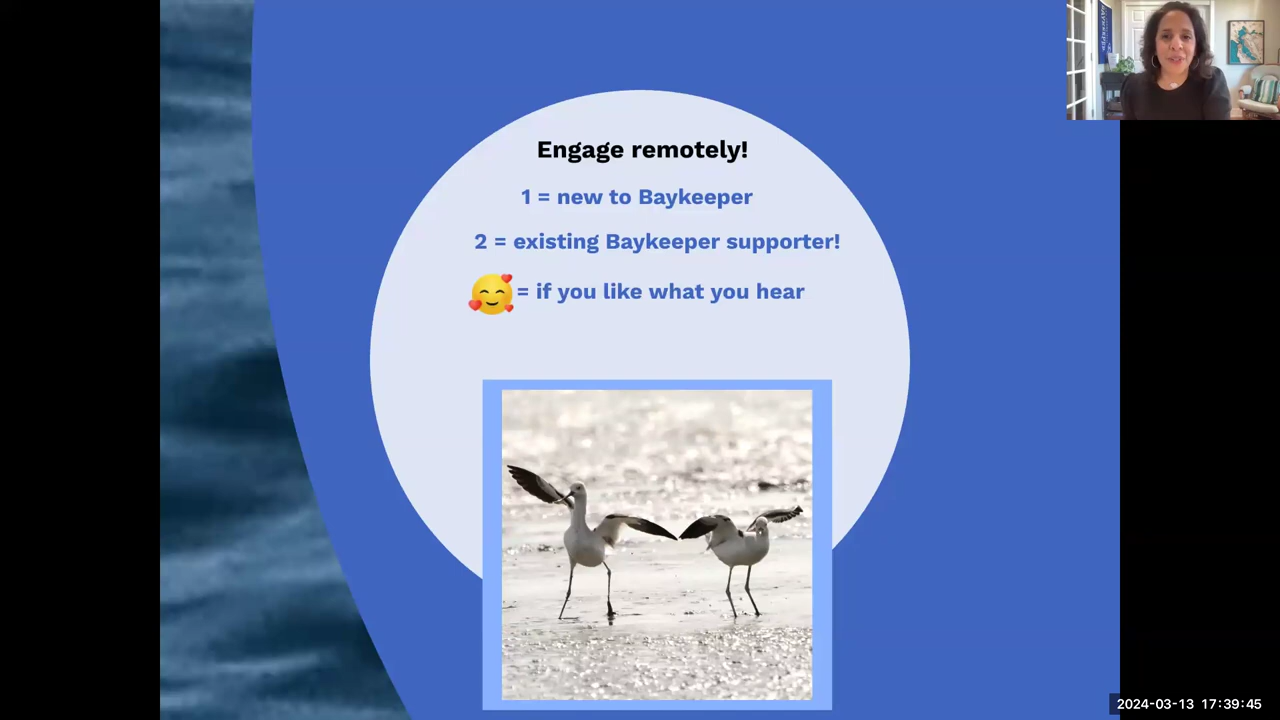 Engage remotely!
1 = new to Baykeeper
2 = existing Baykeeper supporter!
= if you like what you hear
2024-03-13 17:39:45